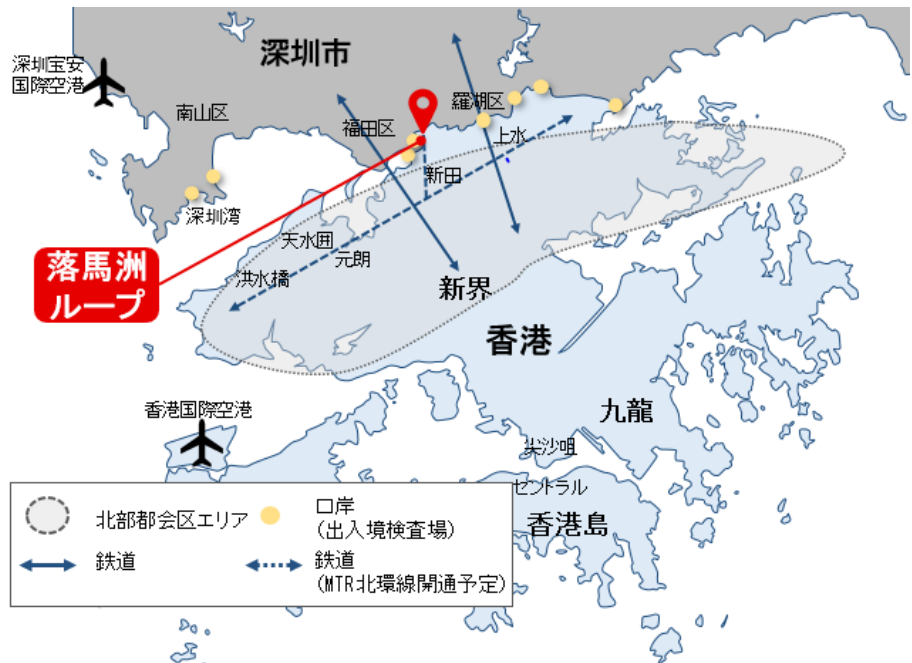 深圳市
深圳宝安
国際空港
南山区
羅湖区
福田区
上水
新田
深圳湾
天水囲
元朗
落馬洲
ループ
洪水橋
新界
香港
香港国際空港
九龍
尖沙咀
セントラル
香港島
北部都会区エリア
口岸
(出入境検査場)
鉄道
鉄道
(MTR北環線開通予定)